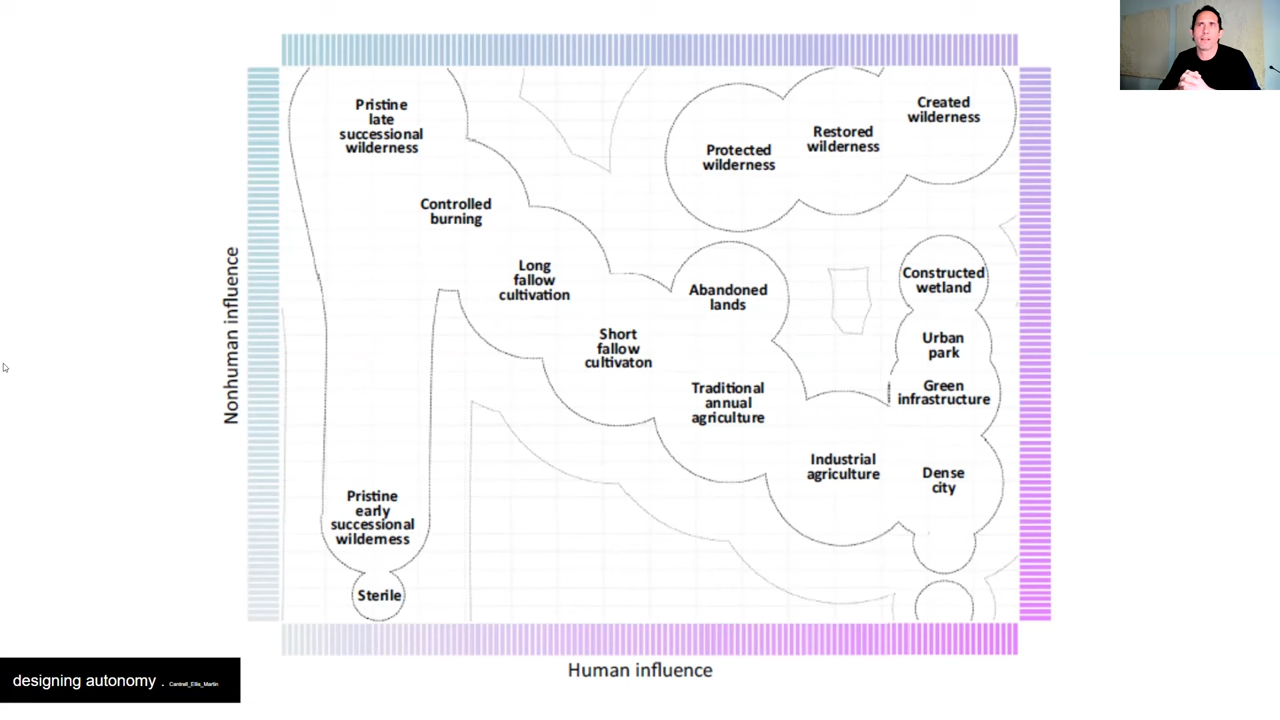 Pristine
late
successional
wilderness
Created
wilderness
Restored
wilderness
Protected
wilderness
Controlled
burning
Long
fallow
cultivation
Abandoned
lands
Constructed
wetland
Short
fallow
cultivaton
Urban
park
Traditional
annual
agriculture
Green
infrastructure
Industrial
agriculture
Dense
city
Pristine
early
successional
wilderness
Sterile
Nonhuman influence
Human influence
designing autonomy . Cantrell_Ellis_Martin